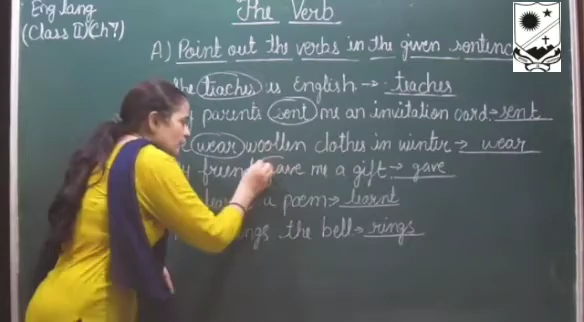 Eng lang
(Class II)(Ch7)
The Verb
A) Point out the verbs in the given sentenc
he teaches is English → teaches
parents sent me an invitation card → sent
e wear woollen clothes in winter → wear
friend gave me a gift → gave
a poem → learnt
the bell → rings